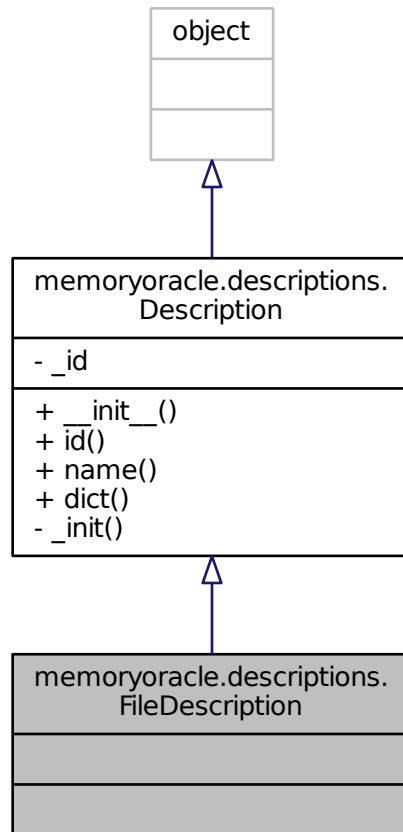 object
memoryoracle.descriptions.
Description
- _id
+ __init__()
+ id()
+ name()
+ dict()
- _init()
memoryoracle.descriptions.
FileDescription